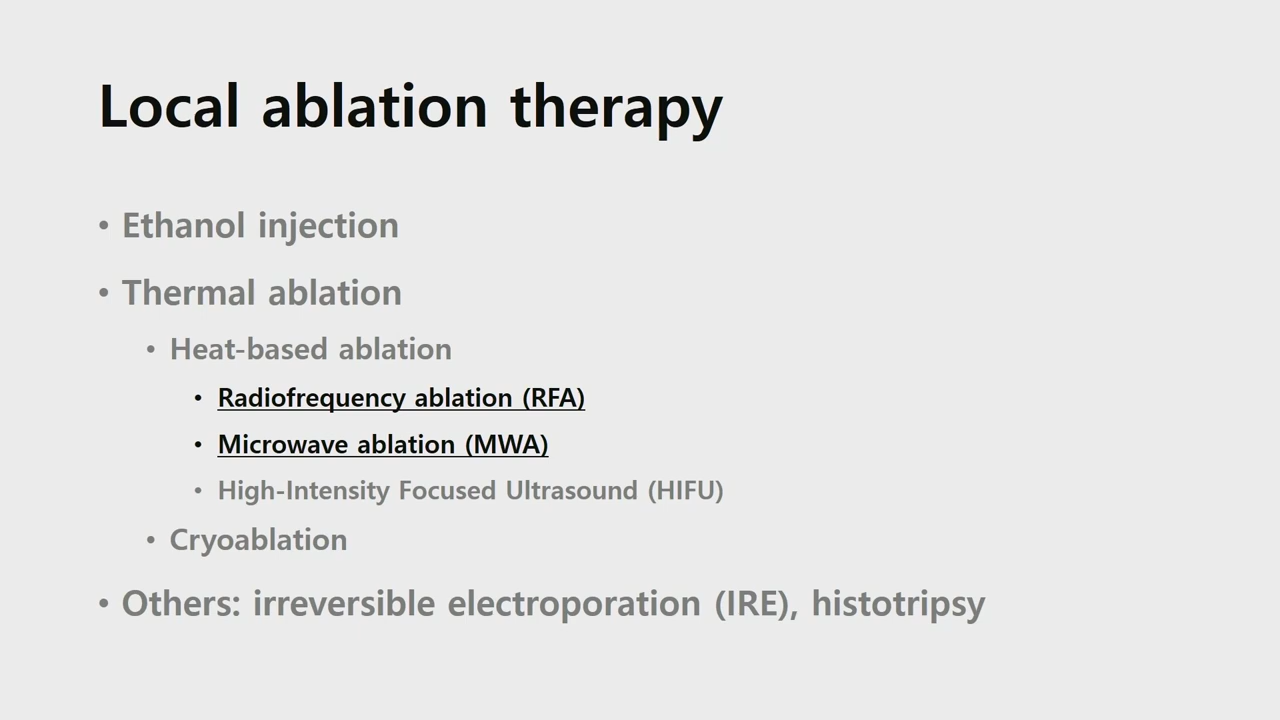 Local ablation therapy
• Ethanol injection
• Thermal ablation
• Heat-based ablation
• Radiofrequency ablation (RFA)
• Microwave ablation (MWA)
• High-Intensity Focused Ultrasound (HIFU)
• Cryoablation
• Others: irreversible electroporation (IRE), histotripsy